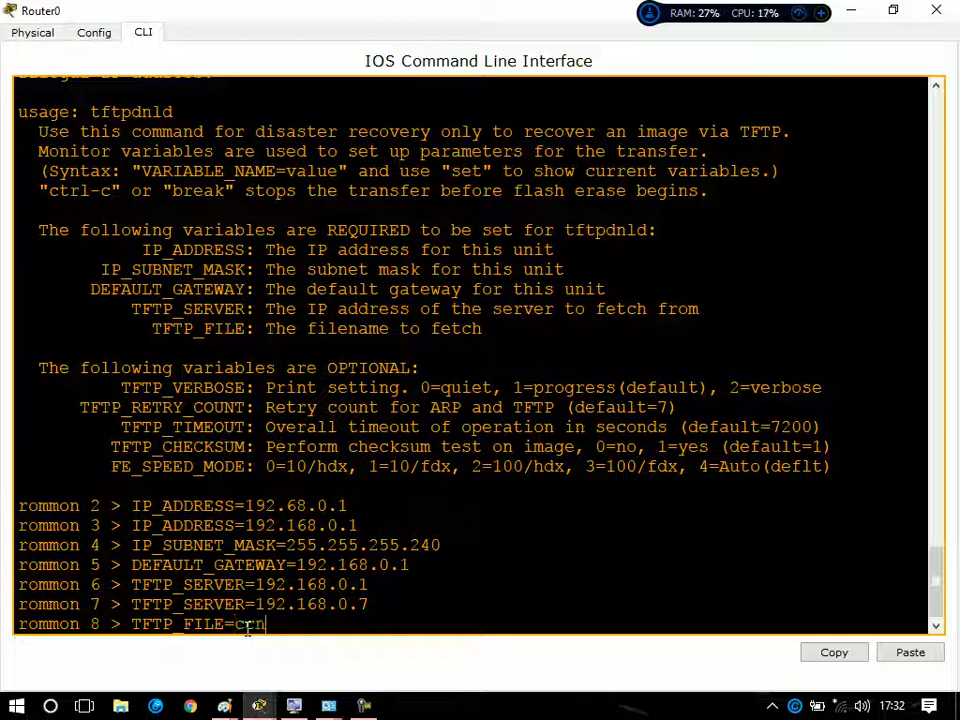 Router0
RAM: 27% CPU: 17%
Physical Config CLI
IOS Command Line Interface
usage: tftpdnld
Use this command for disaster recovery only to recover an image via TFTP.
Monitor variables are used to set up parameters for the transfer.
(Syntax: "VARIABLE_NAME=value" and use "set" to show current variables.)
"ctrl-c" or "break" stops the transfer before flash erase begins.
The following variables are REQUIRED to be set for tftpdnld:
IP_ADDRESS: The IP address for this unit
IP_SUBNET_MASK: The subnet mask for this unit
DEFAULT_GATEWAY: The default gateway for this unit
TFTP_SERVER: The IP address of the server to fetch from
TFTP_FILE: The filename to fetch
The following variables are OPTIONAL:
TFTP_VERBOSE: Print setting. 0=quiet, 1=progress(default), 2=verbose
TFTP_RETRY_COUNT: Retry count for ARP and TFTP (default=7)
TFTP_TIMEOUT: Overall timeout of operation in seconds (default=7200)
TFTP_CHECKSUM: Perform checksum test on image, 0=no, 1=yes (default=1)
FE_SPEED_MODE: 0=10/hdx, 1=10/fdx, 2=100/hdx, 3=100/fdx, 4=Auto(deflt)
rommon 2 > IP_ADDRESS=192.68.0.1
rommon 3 > IP_ADDRESS=192.168.0.1
rommon 4 > IP_SUBNET_MASK=255.255.255.240
rommon 5 > DEFAULT_GATEWAY=192.168.0.1
rommon 6 > TFTP_SERVER=192.168.0.1
rommon 7 > TFTP_SERVER=192.168.0.7
rommon 8 > TFTP_FILE=
Copy Paste
17:32